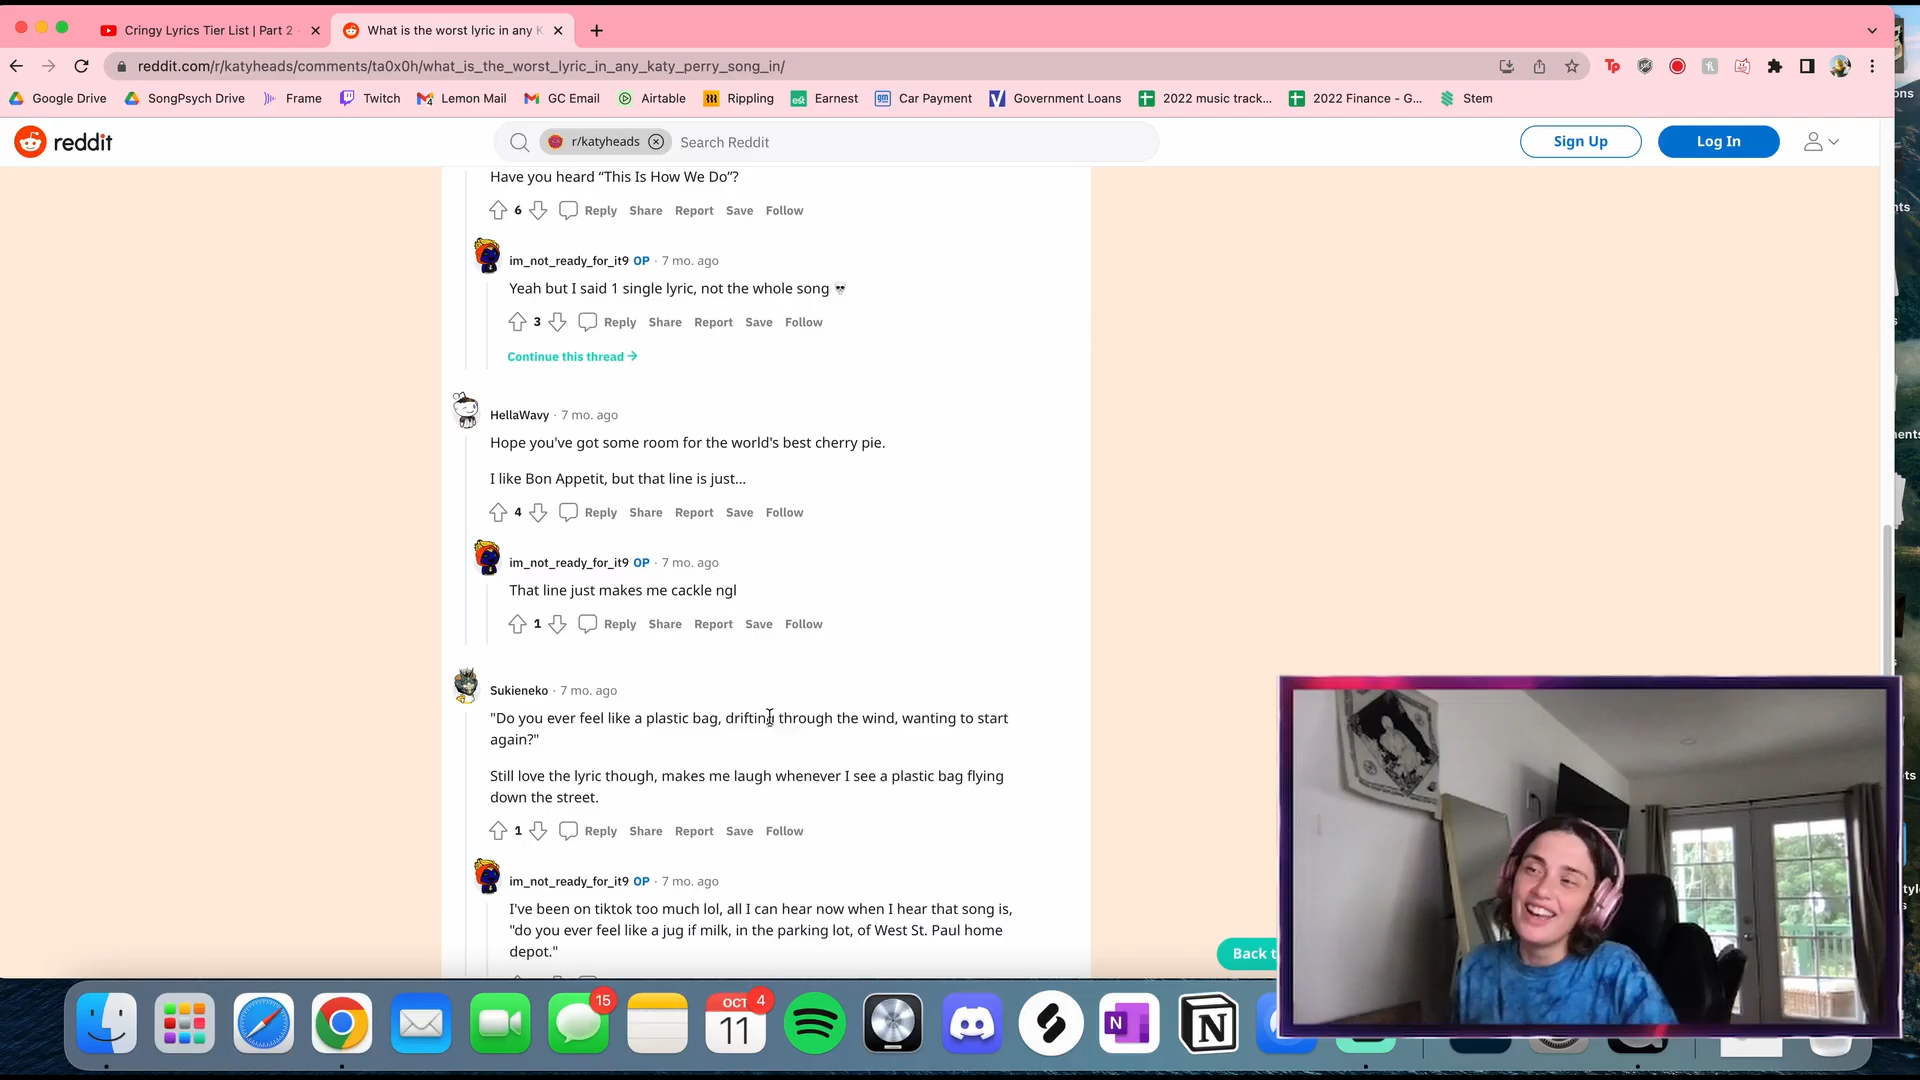 Cringy Lyrics Tier List | Part 2
What is the worst lyric in any K
reddit.com/r/katyheads/comments/ta0x0h/what_is_the_worst_lyric_in_any_katy_perry_song_in/
Google Drive
SongPsych Drive
Frame
Twitch
Lemon Mail
GC Email
Airtable
Rippling
Earnest
Car Payment
Government Loans
2022 music track...
2022 Finance - G...
Stem
reddit
r/katyheads
Search Reddit
Sign Up
Log In
Have you heard “This Is How We Do”?
6 Reply Share Report Save Follow
im_not_ready_for_it9 OP · 7 mo. ago
Yeah but I said 1 single lyric, not the whole song 💀
3 Reply Share Report Save Follow
Continue this thread →
HellaWavy · 7 mo. ago
Hope you've got some room for the world's best cherry pie.
I like Bon Appetit, but that line is just...
4 Reply Share Report Save Follow
im_not_ready_for_it9 OP · 7 mo. ago
That line just makes me cackle ngl
1 Reply Share Report Save Follow
Sukieneko · 7 mo. ago
"Do you ever feel like a plastic bag, drifting through the wind, wanting to start
again?"
Still love the lyric though, makes me laugh whenever I see a plastic bag flying
down the street.
1 Reply Share Report Save Follow
im_not_ready_for_it9 OP · 7 mo. ago
I've been on tiktok too much lol, all I can hear now when I hear that song is,
"do you ever feel like a jug if milk, in the parking lot, of West St. Paul home
depot."
Back t
15
OCT
4
11